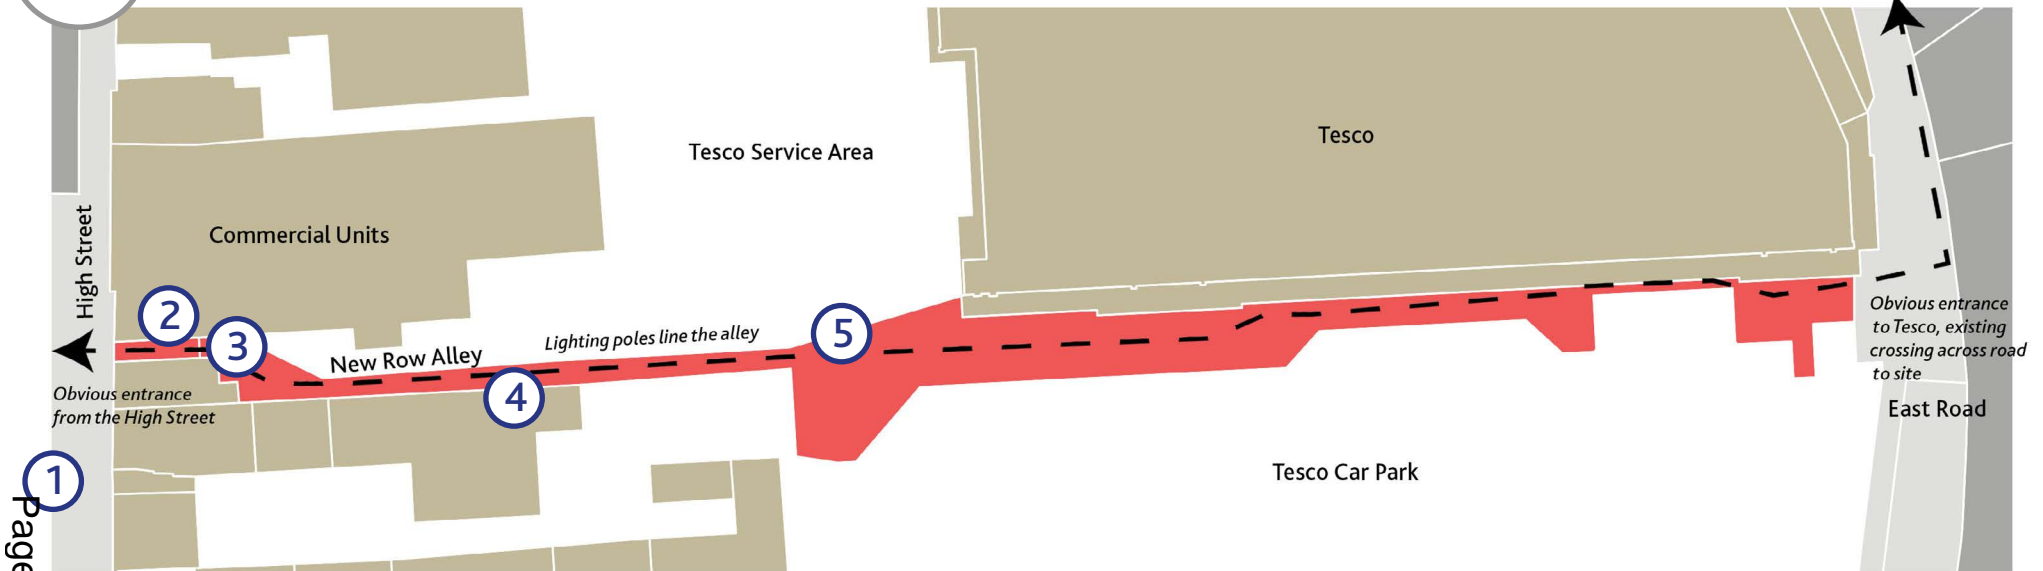 Tesco
Tesco Service Area
High Street
Commercial Units
2
3
Lighting poles line the alley
5
New Row Alley
4
Obvious entrance
from the High Street
Obvious entrance
to Tesco, existing
crossing across road
to site
East Road
1
Tesco Car Park
Page